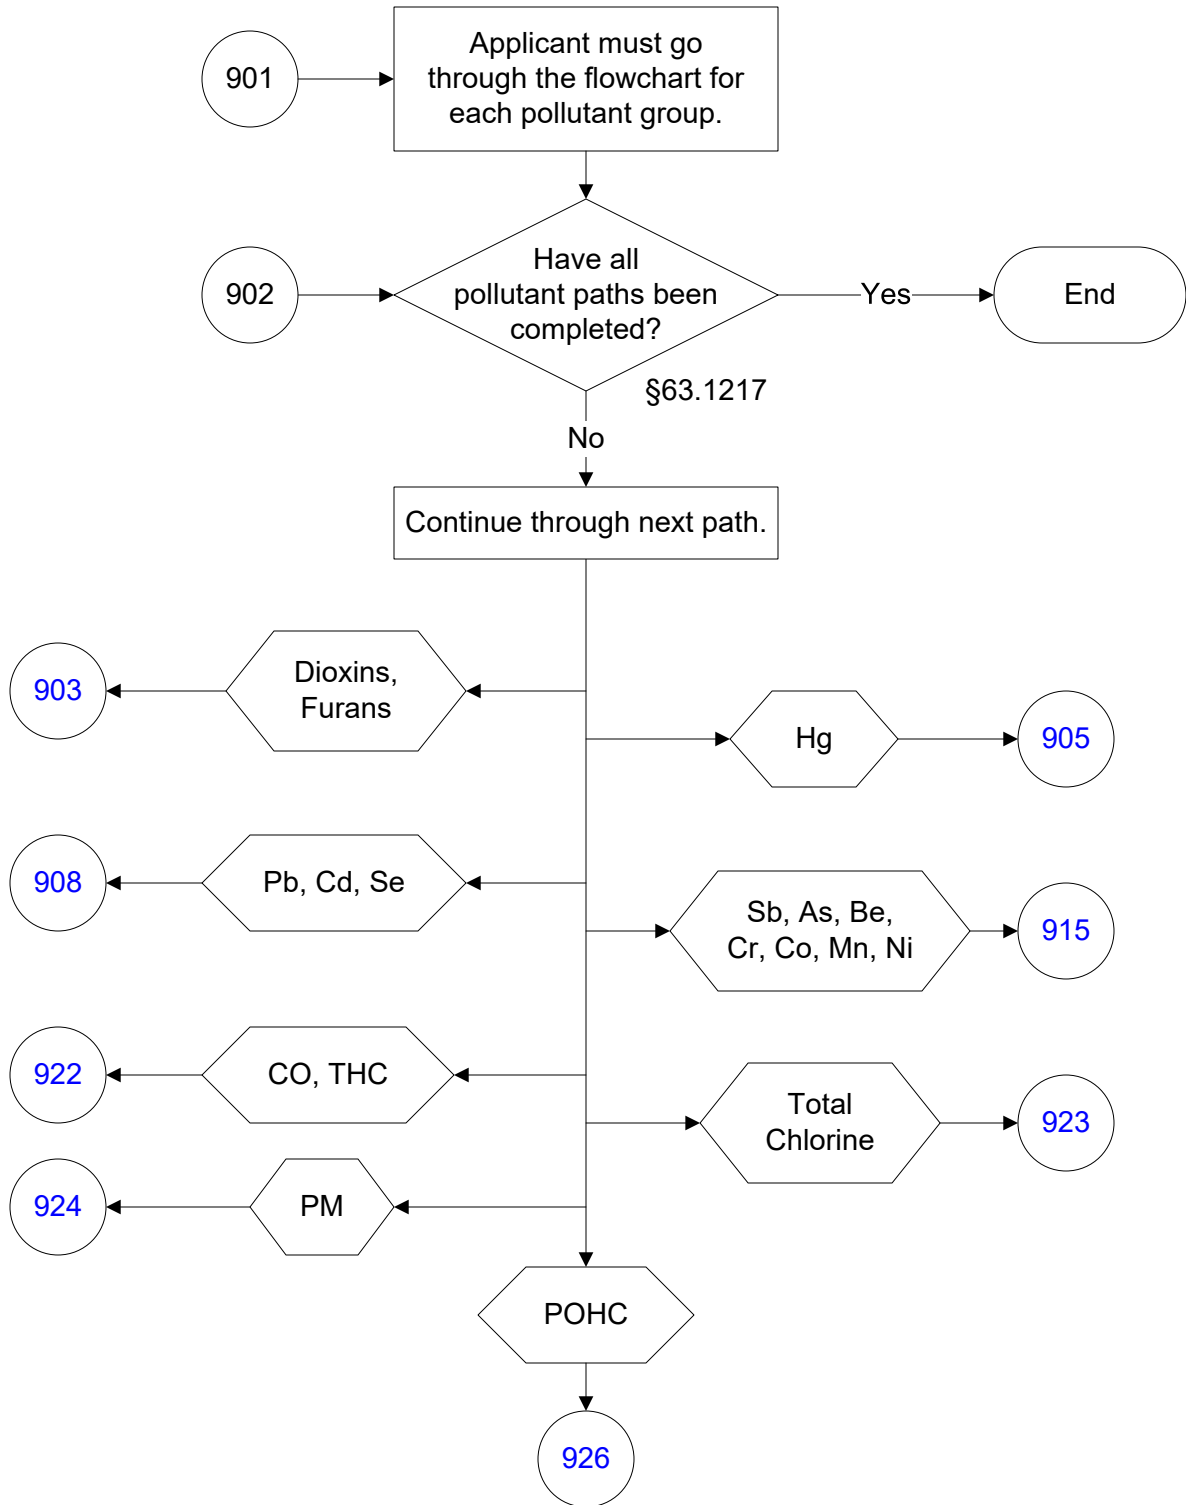 901
Applicant must go
through the flowchart for
each pollutant group.
902
Have all
pollutant paths been
completed?
Yes
End
§63.1217
No
Continue through next path.
903
Dioxins,
Furans
Hg
905
908
Pb, Cd, Se
Sb, As, Be,
Cr, Co, Mn, Ni
915
922
CO, THC
Total
Chlorine
923
924
PM
POHC
926